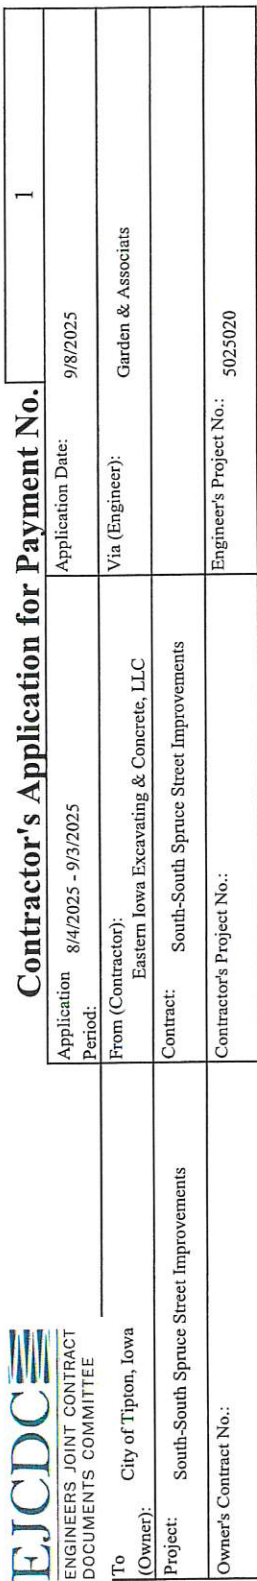 EJCDC
ENGINEERS JOINT CONTRACT
DOCUMENTS COMMITTEE
Contractor's Application for Payment No. 1
Application Period: 8/4/2025 - 9/3/2025
Application Date: 9/8/2025
To (Owner): City of Tipton, Iowa
From (Contractor): Eastern Iowa Excavating & Concrete, LLC
Via (Engineer): Garden & Associats
Project: South-South Spruce Street Improvements
Contract: South-South Spruce Street Improvements
Owner's Contract No.:
Contractor's Project No.:
Engineer's Project No.: 5025020